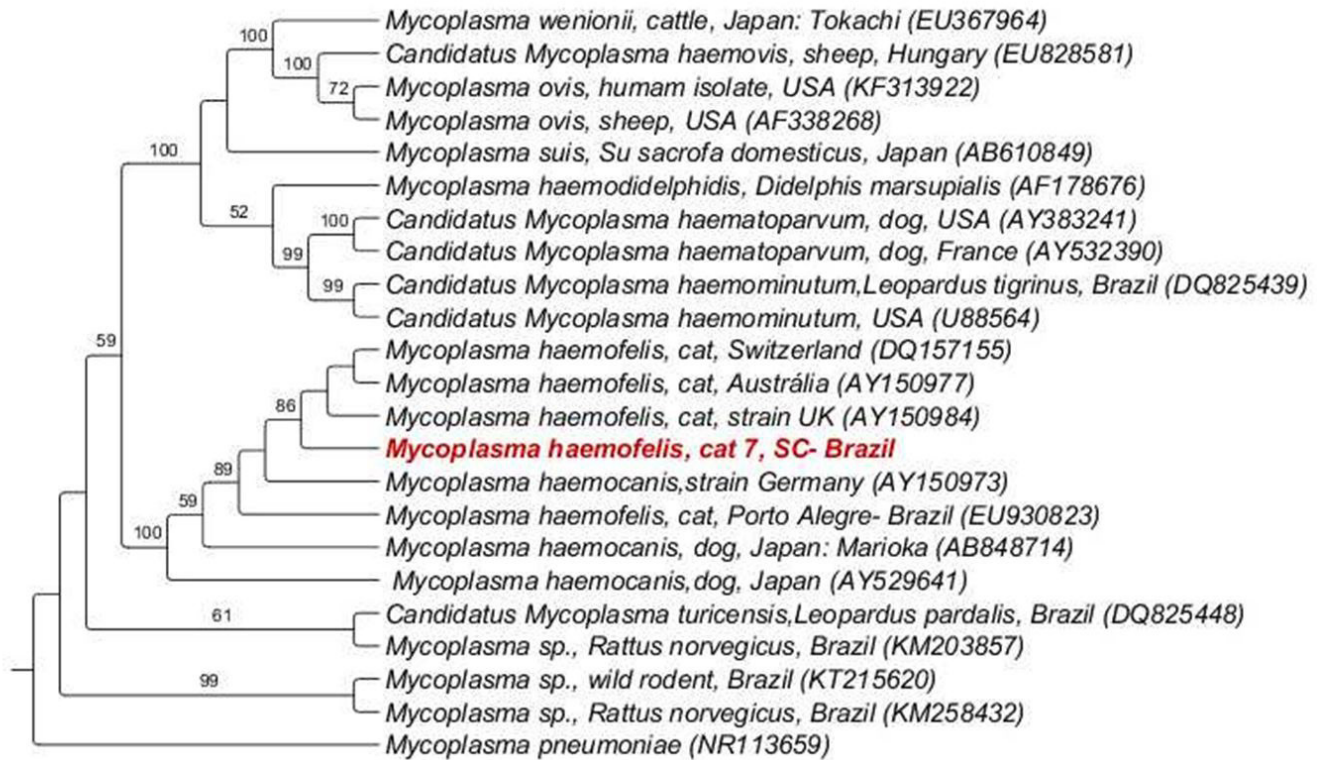 Mycoplasma wenionii, cattle, Japan: Tokachi (EU367964)
100
Candidatus Mycoplasma haemovis, sheep, Hungary (EU828581)
100
Mycoplasma ovis, humam isolate, USA (KF313922)
72
Mycoplasma ovis, sheep, USA (AF338268)
100
Mycoplasma suis, Su sacrofa domesticus, Japan (AB610849)
Mycoplasma haemodidelphidis, Didelphis marsupialis (AF178676)
52
100
Candidatus Mycoplasma haematoparvum, dog, USA (AY383241)
99
Candidatus Mycoplasma haematoparvum, dog, France (AY532390)
99
Candidatus Mycoplasma haemominutum,Leopardus tigrinus, Brazil (DQ825439)
Candidatus Mycoplasma haemominutum, USA (U88564)
59
Mycoplasma haemofelis, cat, Switzerland (DQ157155)
Mycoplasma haemofelis, cat, Austrália (AY150977)
86
Mycoplasma haemofelis, cat, strain UK (AY150984)
Mycoplasma haemofelis, cat 7, SC- Brazil
89
Mycoplasma haemocanis,strain Germany (AY150973)
59
Mycoplasma haemofelis, cat, Porto Alegre- Brazil (EU930823)
100
Mycoplasma haemocanis, dog, Japan: Marioka (AB848714)
Mycoplasma haemocanis,dog, Japan (AY529641)
61
Candidatus Mycoplasma turicensis,Leopardus pardalis, Brazil (DQ825448)
Mycoplasma sp., Rattus norvegicus, Brazil (KM203857)
99
Mycoplasma sp., wild rodent, Brazil (KT215620)
Mycoplasma sp., Rattus norvegicus, Brazil (KM258432)
Mycoplasma pneumoniae (NR113659)